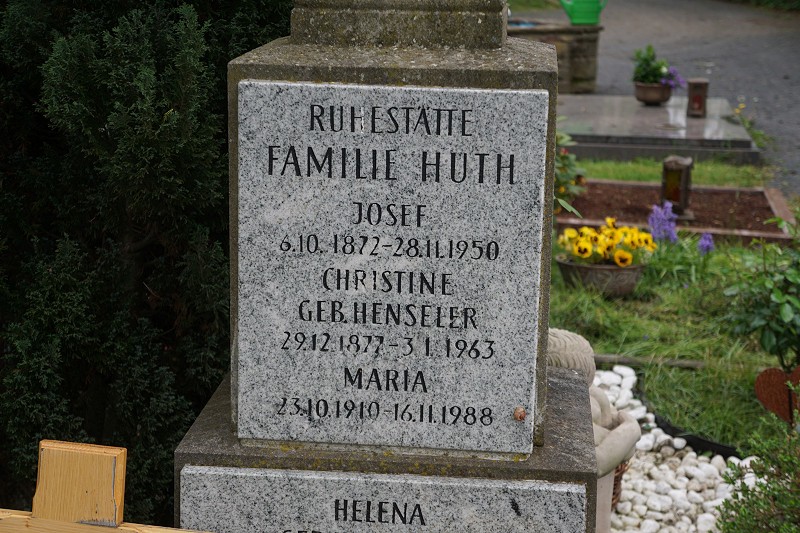 RUHESTÄTTE
FAMILIE HUTH
JOSEF
6.10.1872-28.11.1950
CHRISTINE
GEB.HENSELER
29.12.1877-3.1.1963
MARIA
23.10.1910-16.11.1988
HELENA